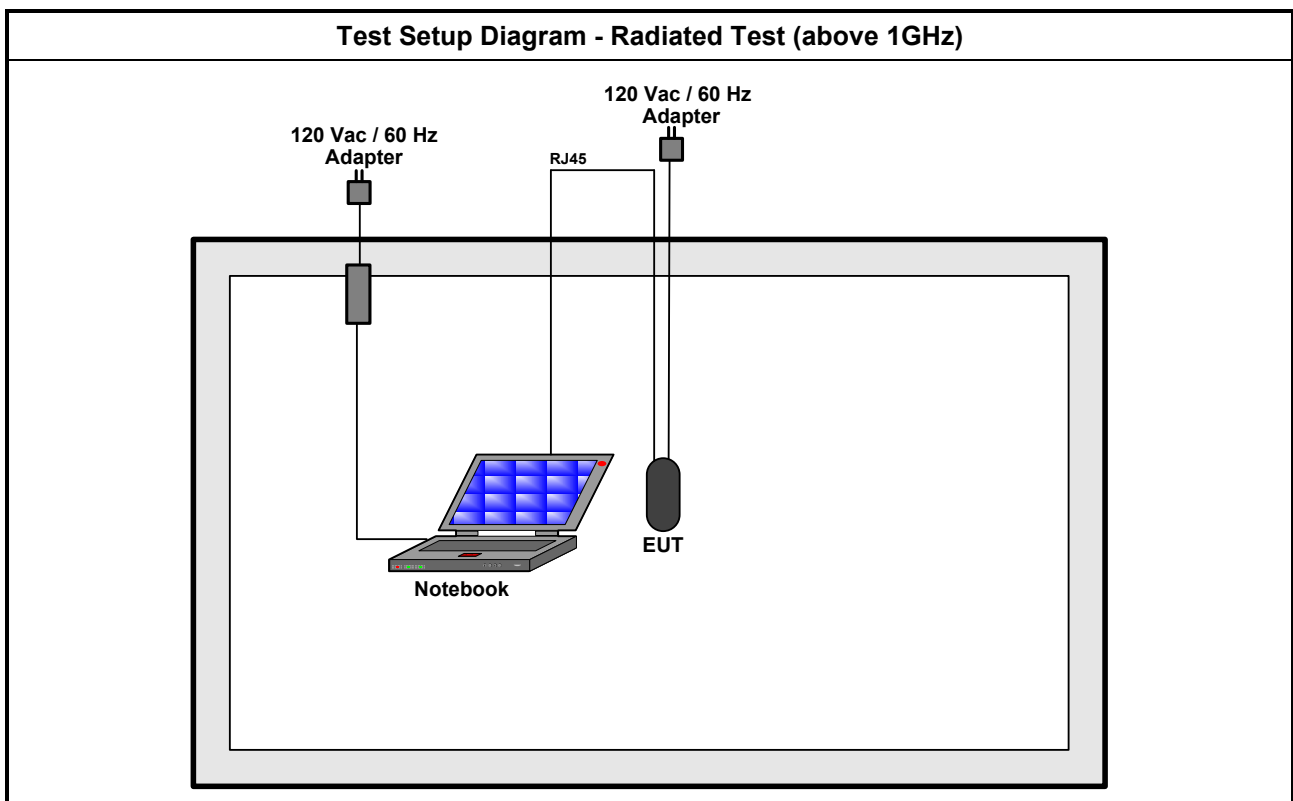 Test Setup Diagram - Radiated Test (above 1GHz)
120 Vac / 60 Hz
Adapter
120 Vac / 60 Hz
Adapter
RJ45
EUT
Notebook